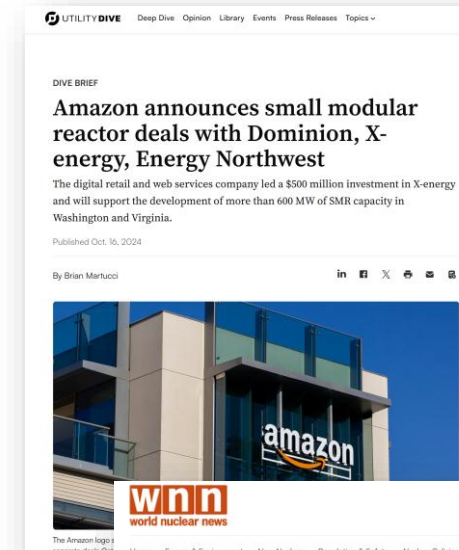 UTILITY DIVE Deep Dive Opinion Library Events Press Releases Topics
DIVE BRIEF
Amazon announces small modular
reactor deals with Dominion, X-
energy, Energy Northwest
The digital retail and web services company led a $500 million investment in X-energy
and will support the development of more than 600 MW of SMR capacity in
Washington and Virginia.
Published Oct. 16, 2024
By Brian Martucci
amazon
wnn
world nuclear news
The Amazon logo